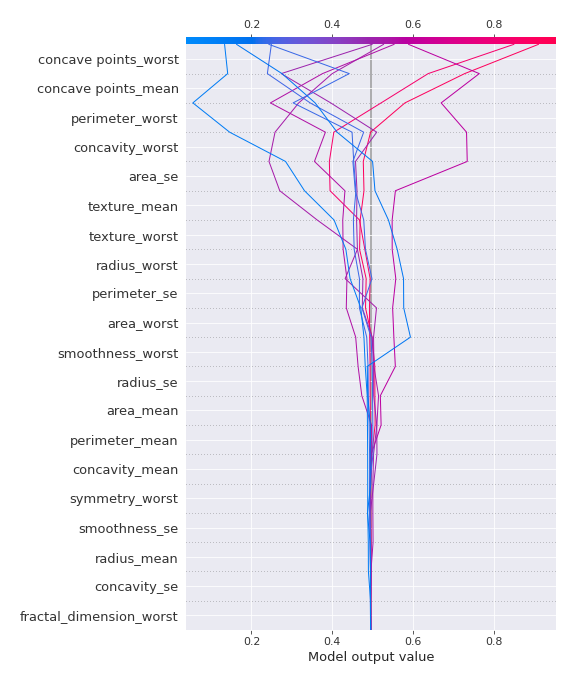 0.2 0.4 0.6 0.8
concave points_worst
concave points_mean
perimeter_worst
concavity_worst
area_se
texture_mean
texture_worst
radius_worst
perimeter_se
area_worst
smoothness_worst
radius_se
area_mean
perimeter_mean
concavity_mean
symmetry_worst
smoothness_se
radius_mean
concavity_se
fractal_dimension_worst
0.2 0.4 0.6 0.8
Model output value